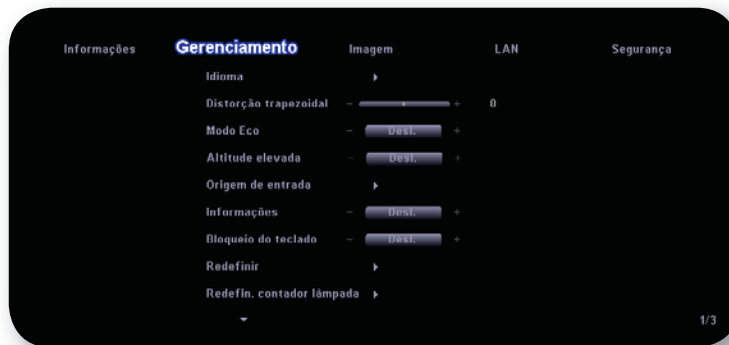 Informações Gerenciamento Imagem LAN Segurança
Idioma
Distorção trapezoidal - + 0
Modo Eco - Desl. +
Altitude elevada - Desl. +
Origem de entrada
Informações - Desl. +
Bloqueio do teclado - Desl. +
Redefinir
Redefin. contador lâmpada
1/3